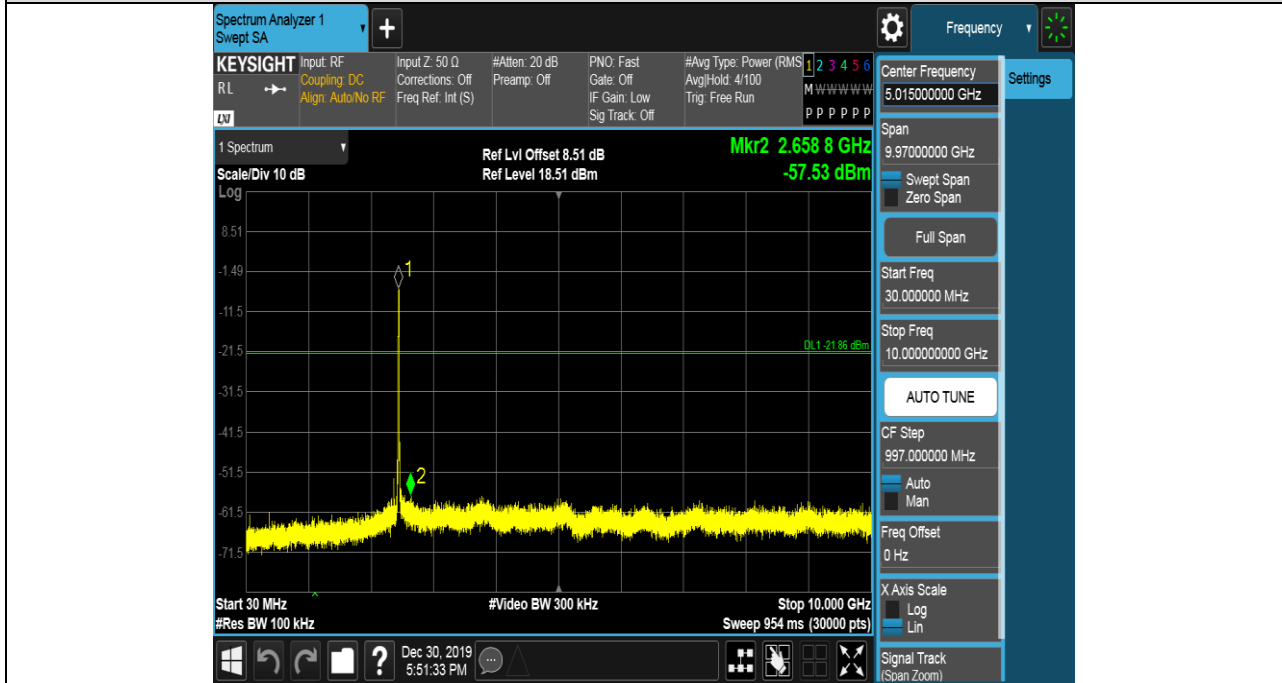 Spectrum Analyzer 1
Swept SA
+
Frequency
KEYSIGHT
RL
LXI
Input: RF
Coupling: DC
Align: Auto/No RF
Input Z: 50 Ω
Corrections: Off
Freq Ref: Int (S)
#Atten: 20 dB
Preamp: Off
PNO: Fast
Gate: Off
IF Gain: Low
Sig Track: Off
#Avg Type: Power (RMS
Avg|Hold: 4/100
Trig: Free Run
1 2 3 4 5 6
M W W W W W
P P P P P P
1 Spectrum
Scale/Div 10 dB
Ref Lvl Offset 8.51 dB
Ref Level 18.51 dBm
Mkr2 2.658 8 GHz
-57.53 dBm
Log
8.51
-1.49
-11.5
-21.5
-31.5
-41.5
-51.5
-61.5
-71.5
1
2
DL1 -21.86 dBm
Start 30 MHz
#Res BW 100 kHz
#Video BW 300 kHz
Stop 10.000 GHz
Sweep 954 ms (30000 pts)
Center Frequency
5.015000000 GHz
Settings
Span
9.97000000 GHz
Swept Span
Zero Span
Full Span
Start Freq
30.000000 MHz
Stop Freq
10.000000000 GHz
AUTO TUNE
CF Step
997.000000 MHz
Auto
Man
Freq Offset
0 Hz
X Axis Scale
Log
Lin
Signal Track
(Span Zoom)
?
Dec 30, 2019
5:51:33 PM